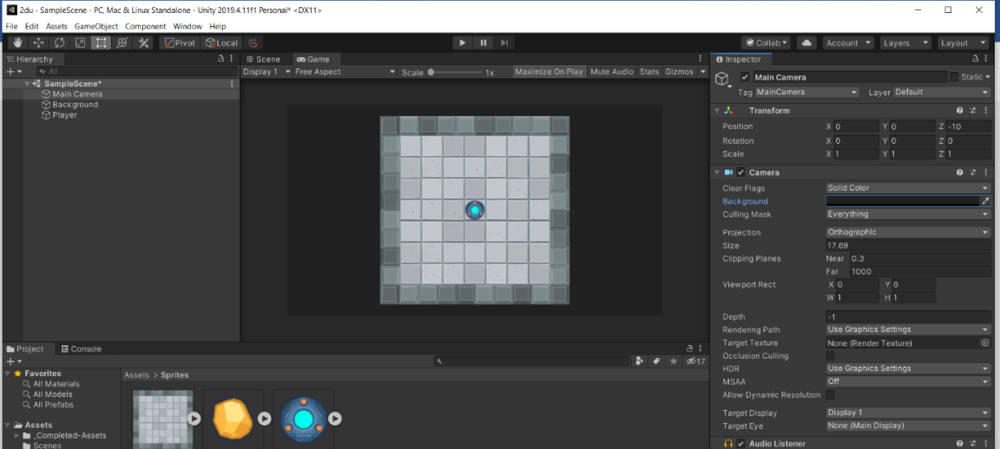 2du - SampleScene - PC, Mac & Linux Standalone - Unity 2019.4.11f1 Personal* <DX11>
File Edit Assets GameObject Component Window Help
Pivot Local Collab Account Layers Layout
Hierarchy
All
SampleScene*
Main Camera
Background
Player
Scene Game
Display 1 Free Aspect Scale 1x Maximize On Play Mute Audio Stats Gizmos
Project Console
17
Favorites
All Materials
All Models
All Prefabs
Assets
_Completed-Assets
Scenes
Assets > Sprites
Inspector
Main Camera Static
Tag MainCamera Layer Default
Transform
Position X 0 Y 0 Z -10
Rotation X 0 Y 0 Z 0
Scale X 1 Y 1 Z 1
Camera
Clear Flags Solid Color
Background
Culling Mask Everything
Projection Orthographic
Size 17.69
Clipping Planes Near 0.3
Far 1000
Viewport Rect X 0 Y 0
W 1 H 1
Depth -1
Rendering Path Use Graphics Settings
Target Texture None (Render Texture)
Occlusion Culling
HDR Use Graphics Settings
MSAA Off
Allow Dynamic Resolution
Target Display Display 1
Target Eye None (Main Display)
Audio Listener